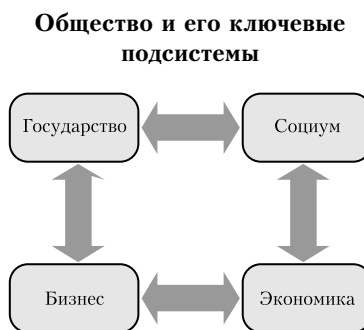 Общество и его ключевые
подсистемы
Государство
Социум
Бизнес
Экономика